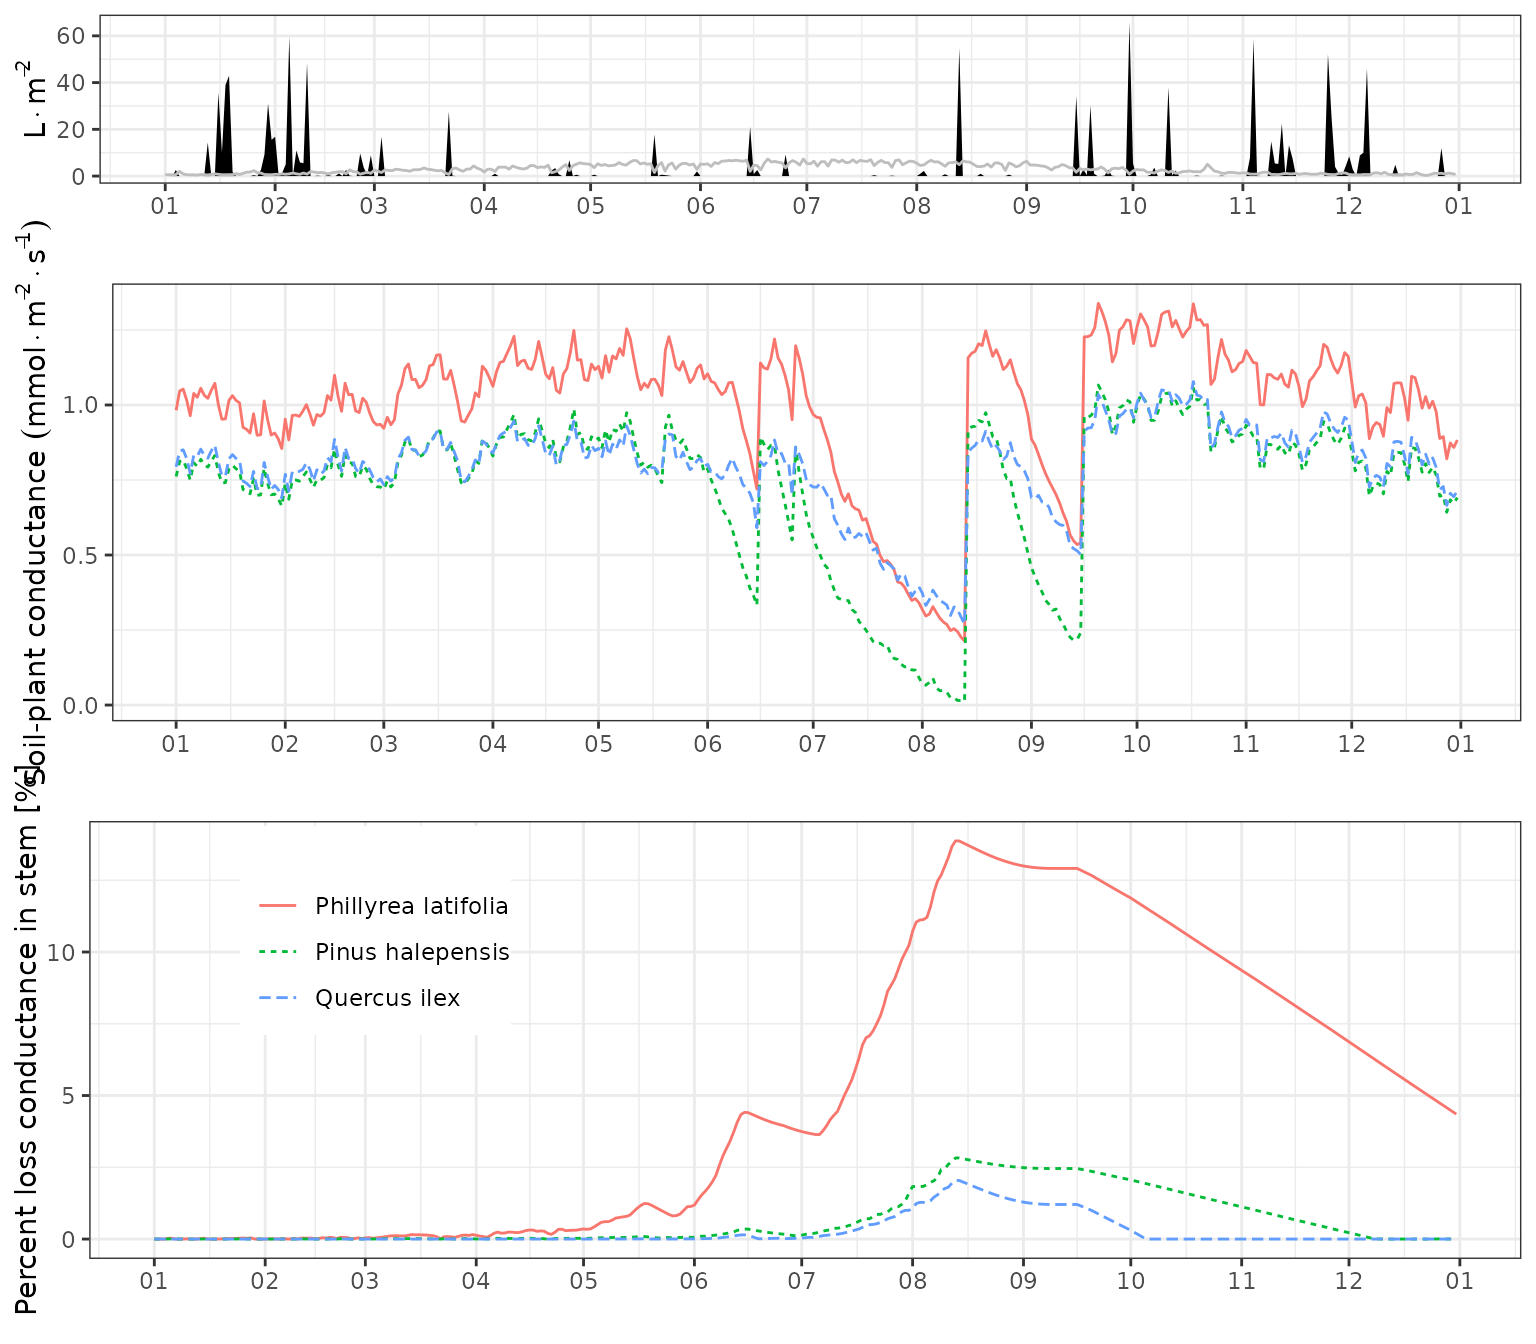 L·m⁻²
60
40
20
0
01 02 03 04 05 06 07 08 09 10 11 12 01
Soil-plant conductance (mmol·m⁻²·s⁻¹)
1.0
0.5
0.0
01 02 03 04 05 06 07 08 09 10 11 12 01
Percent loss conductance in stem [%]
10
5
0
Phillyrea latifolia
Pinus halepensis
Quercus ilex
01 02 03 04 05 06 07 08 09 10 11 12 01